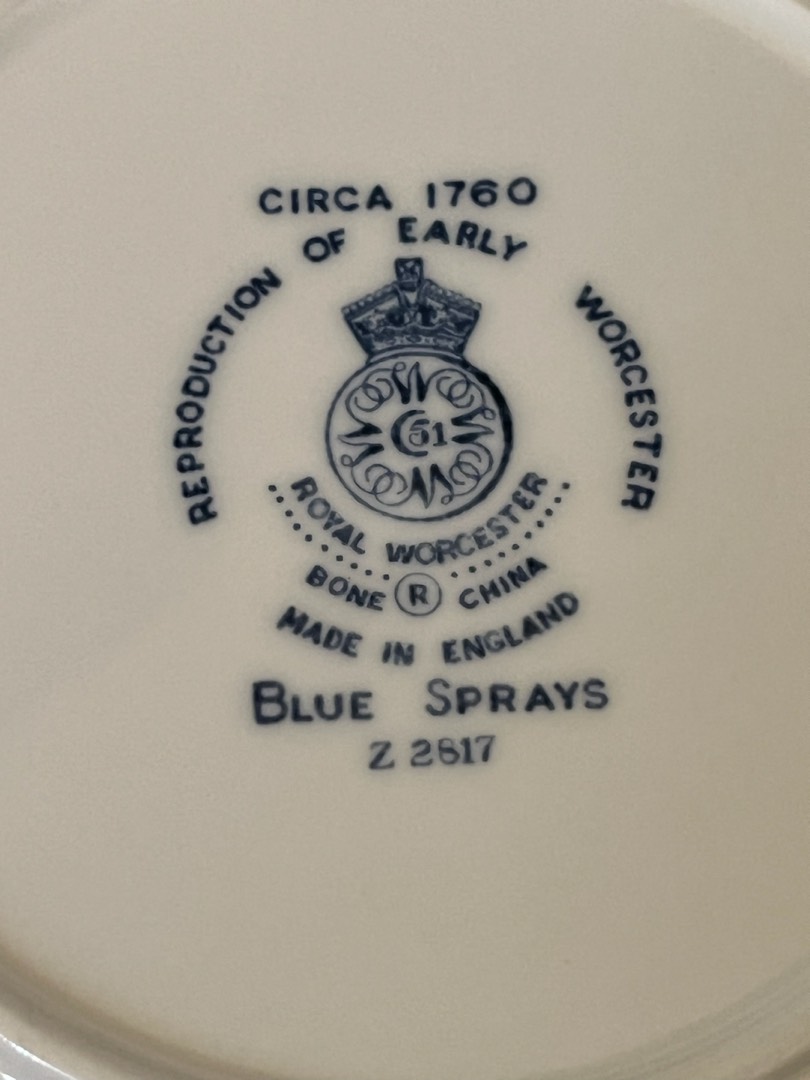 CIRCA 1760
REPRODUCTION OF EARLY WORCESTER
51
ROYAL WORCESTER
BONE ® CHINA
MADE IN ENGLAND
BLUE SPRAYS
Z 2817